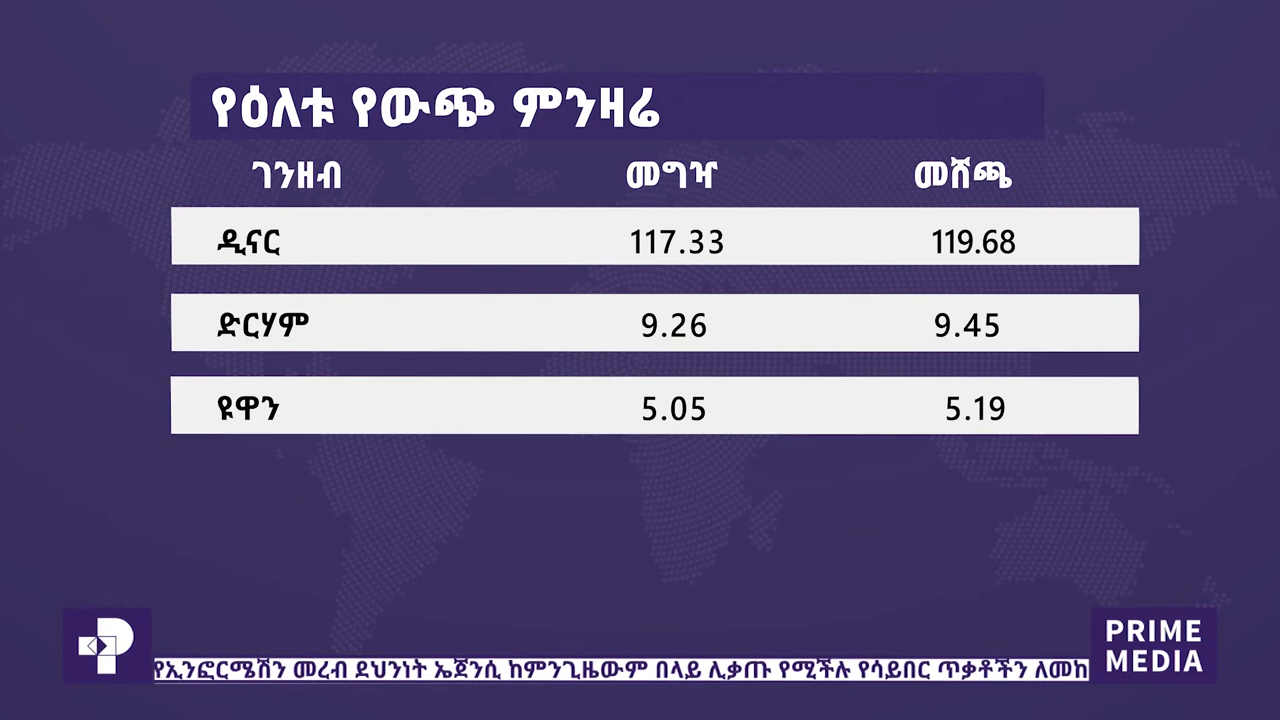 የዕለቱ የውጭ ምንዛሬ
ገንዘብ መግዣ መሸጫ
ዲናር 117.33 119.68
ድርሃም 9.26 9.45
ዩዋን 5.05 5.19
PRIME
MEDIA
የኢንፎርሜሽን መረብ ደህንነት ኤጀንሲ ከምንጊዜውም በላይ ሊቃጡ የሚችሉ የሳይበር ጥቃቶችን ለመከ